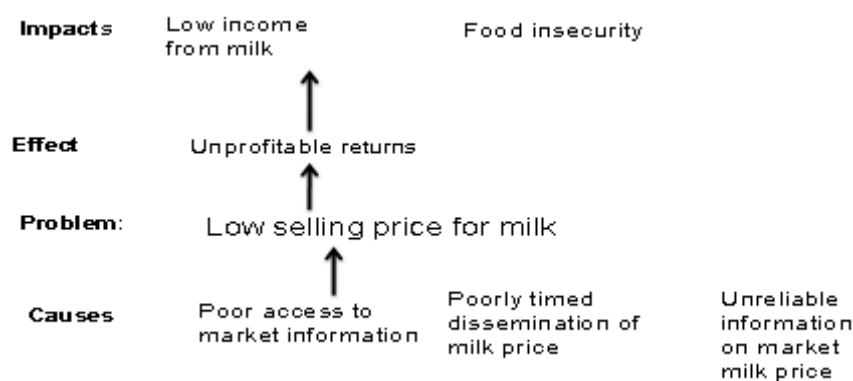 Impacts
Low income
from milk
Food insecurity
Effect
Unprofitable returns
Problem:
Low selling price for milk
Causes
Poor access to
market information
Poorly timed
dissemination of
milk price
Unreliable
information
on market
milk price